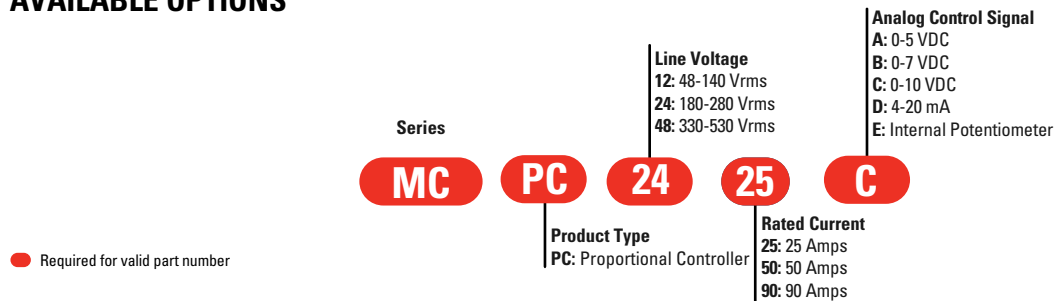 AVAILABLE OPTIONS
Analog Control Signal
A: 0-5 VDC
B: 0-7 VDC
C: 0-10 VDC
D: 4-20 mA
E: Internal Potentiometer
Line Voltage
12: 48-140 Vrms
24: 180-280 Vrms
48: 330-530 Vrms
Series
MC PC 24 25 C
Product Type
PC: Proportional Controller
Rated Current
25: 25 Amps
50: 50 Amps
90: 90 Amps
Required for valid part number